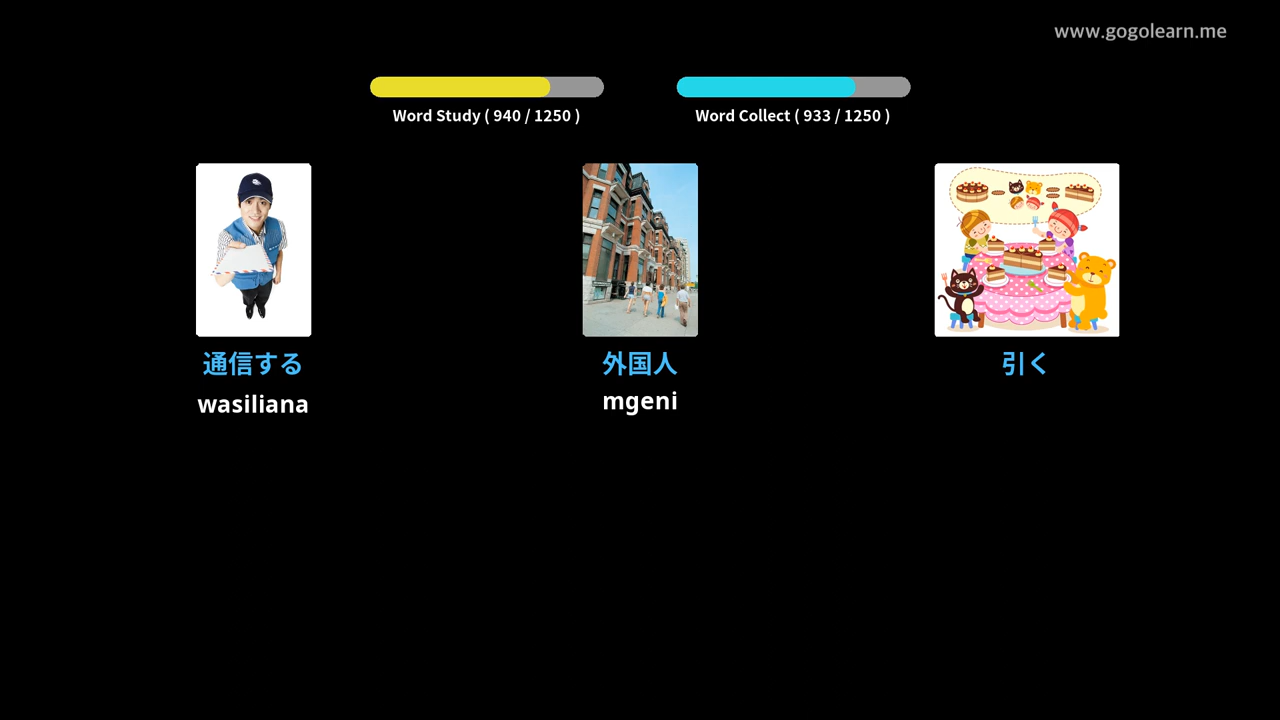 www.gogolearn.me
Word Study ( 940 / 1250 )
Word Collect ( 933 / 1250 )
通信する
wasiliana
外国人
mgeni
引く